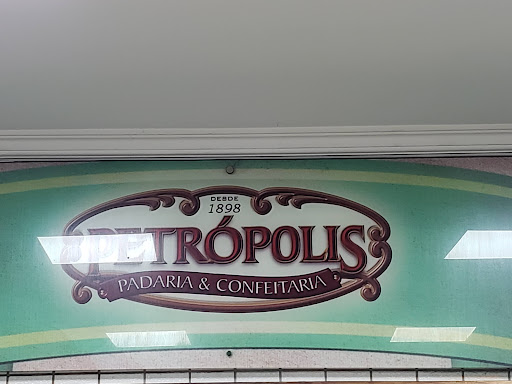 DESDE
1898
PETRÓPOLIS
PADARIA & CONFEITARIA